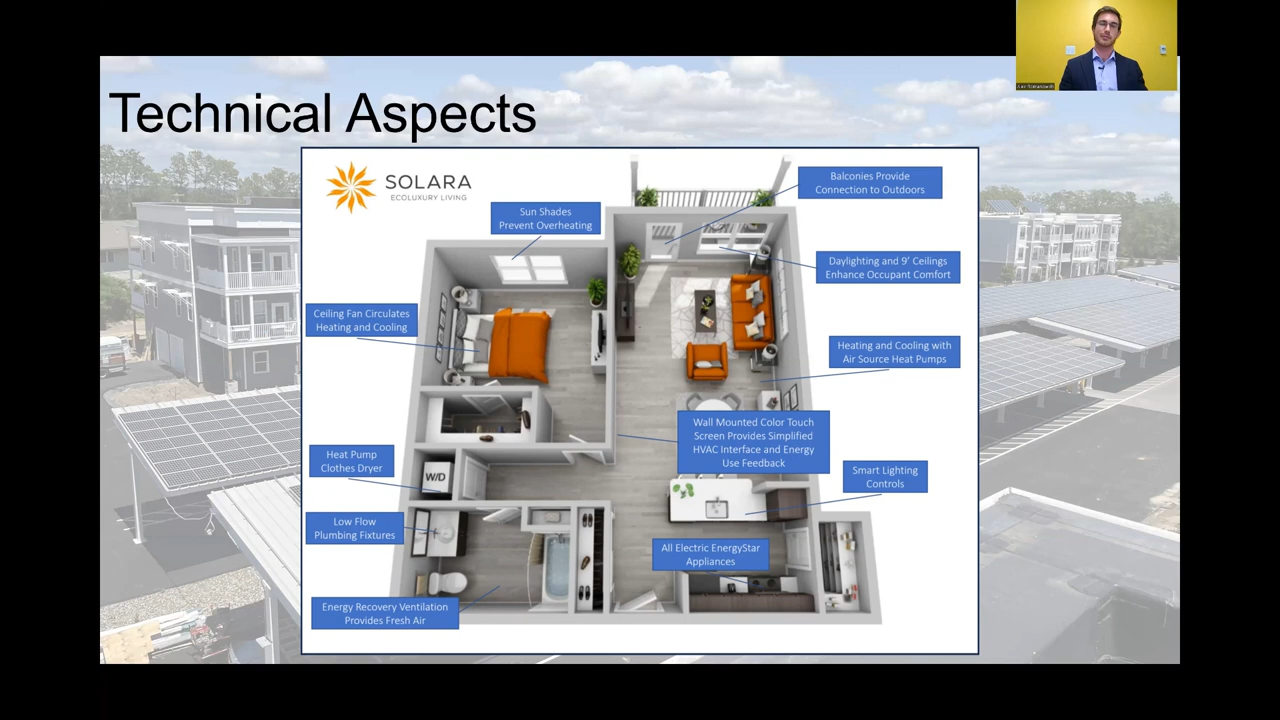 Technical Aspects
SOLARA
ECOLUXURY LIVING
Balconies Provide
Connection to Outdoors
Sun Shades
Prevent Overheating
Daylighting and 9' Ceilings
Enhance Occupant Comfort
Ceiling Fan Circulates
Heating and Cooling
Heating and Cooling with
Air Source Heat Pumps
Wall Mounted Color Touch
Screen Provides Simplified
HVAC Interface and Energy
Use Feedback
Heat Pump
Clothes Dryer
W/D
Smart Lighting
Controls
Low Flow
Plumbing Fixtures
All Electric EnergyStar
Appliances
Energy Recovery Ventilation
Provides Fresh Air